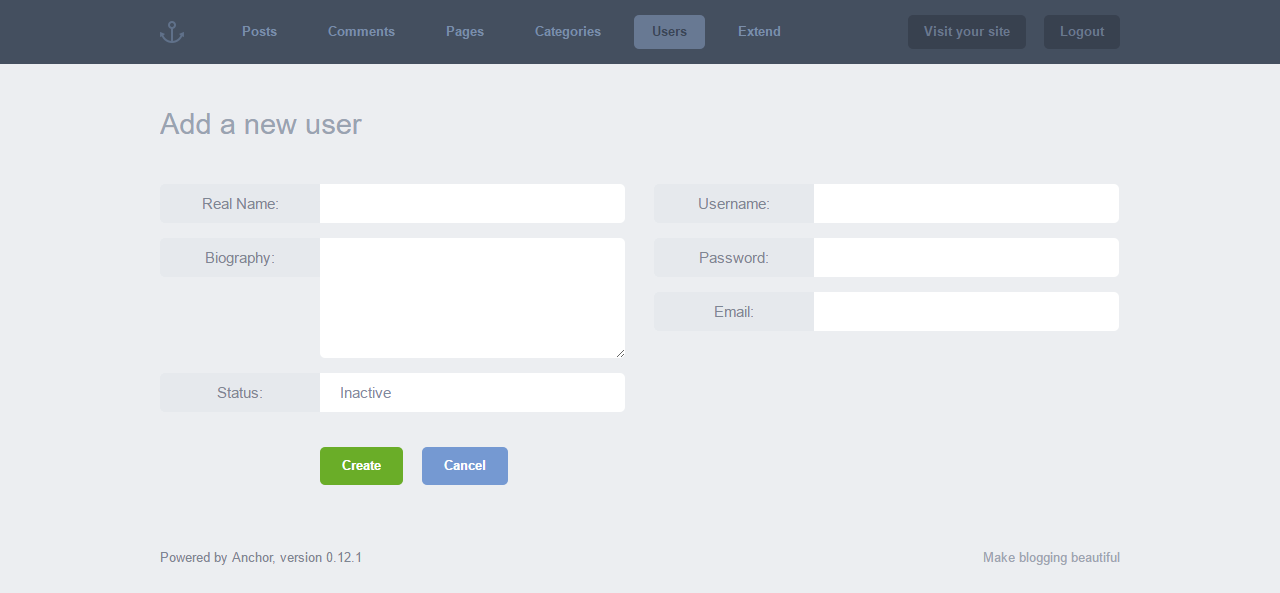 Posts Comments Pages Categories Users Extend Visit your site Logout
Add a new user
Real Name:
Biography:
Status: Inactive
Username:
Password:
Email:
Create Cancel
Powered by Anchor, version 0.12.1 Make blogging beautiful